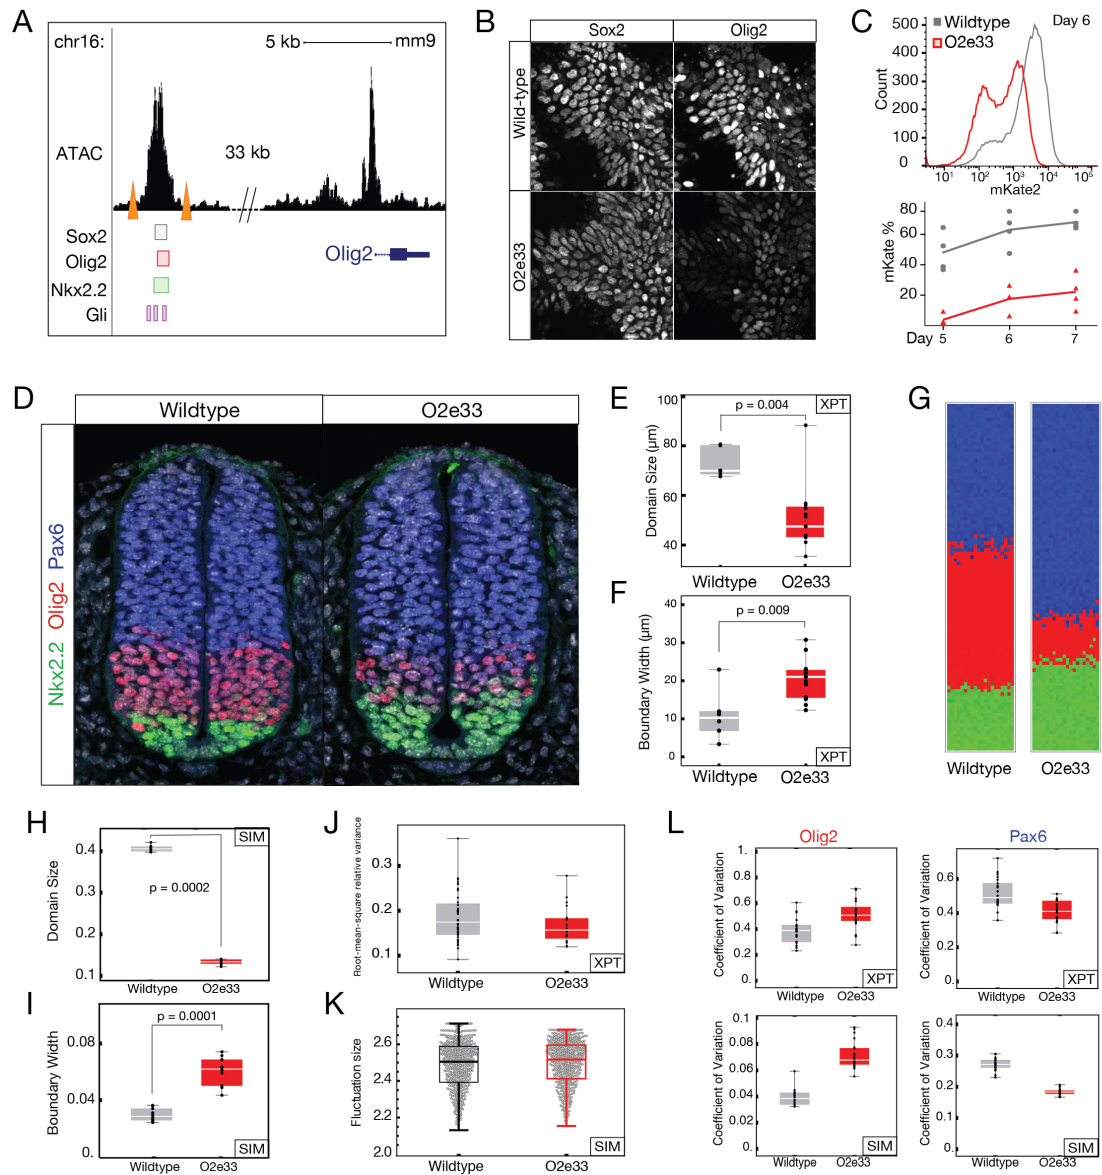 A
chr16:
5 kb
mm9
ATAC
33 kb
Sox2
Olig2
Nkx2.2
Gli
Olig2
B
Sox2
Olig2
Wild-type
O2e33
C
Wildtype
O2e33
Day 6
Count
500
400
300
200
100
0
10¹
10²
10³
10⁴
10⁵
mKate2
mKate %
80
60
40
20
Day
5
6
7
D
Wildtype
O2e33
Nkx2.2 Olig2 Pax6
E
XPT
p = 0.004
Domain Size (µm)
100
80
60
40
Wildtype
O2e33
F
p = 0.009
Boundary Width (µm)
40
30
20
10
0
XPT
Wildtype
O2e33
G
Wildtype
O2e33
H
SIM
p = 0.0002
Domain Size
0.4
0.3
0.2
0.1
Wildtype
O2e33
I
p = 0.0001
Boundary Width
0.08
0.04
0.
SIM
Wildtype
O2e33
J
Root-mean-square relative variance
0.3
0.2
0.1
XPT
Wildtype
O2e33
K
Fluctuation size
2.6
2.4
2.2
2.0
SIM
Wildtype
O2e33
L
Olig2
Coefficient of Variation
1.
0.8
0.6
0.4
0.2
0.
XPT
Wildtype
O2e33
Pax6
Coefficient of Variation
0.6
0.4
0.2
0.
XPT
Wildtype
O2e33
Coefficient of Variation
0.1
0.08
0.06
0.04
0.02
0.
SIM
Wildtype
O2e33
Coefficient of Variation
0.4
0.3
0.2
0.1
0.
SIM
Wildtype
O2e33